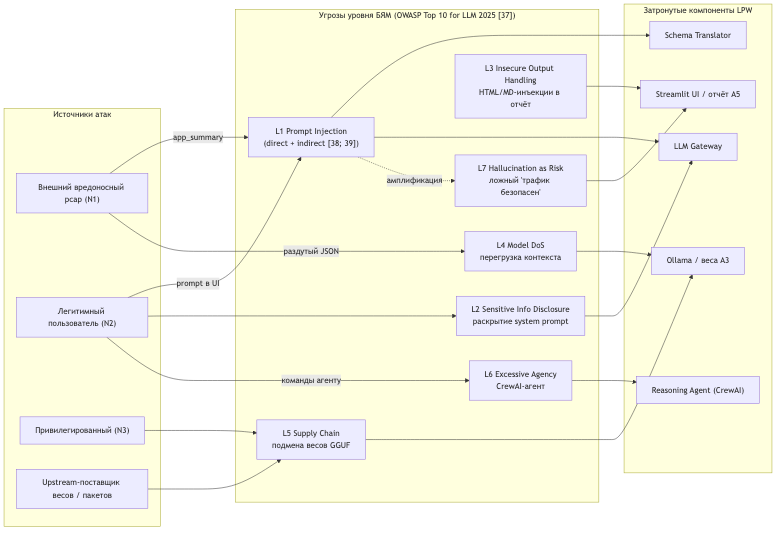 Источники атак
Внешний вредоносный
pcap (N1)
Легитимный
пользователь (N2)
Привилегированный (N3)
Upstream-поставщик
весов / пакетов
app_summary
раздутый JSON
prompt в UI
команды агенту
Угрозы уровня БЯМ (OWASP Top 10 for LLM 2025 [37])
L3 Insecure Output
Handling
HTML/MD-инъекции в
отчёт
L1 Prompt Injection
(direct + indirect [38; 39])
амплификация
L7 Hallucination as Risk
ложный 'трафик
безопасен'
L4 Model DoS
перегрузка контекста
L2 Sensitive Info Disclosure
раскрытие system prompt
L6 Excessive Agency
CrewAI-агент
L5 Supply Chain
подмена весов GGUF
Затронутые компоненты LPW
Schema Translator
Streamlit UI / отчёт A5
LLM Gateway
Ollama / веса A3
Reasoning Agent (CrewAI)